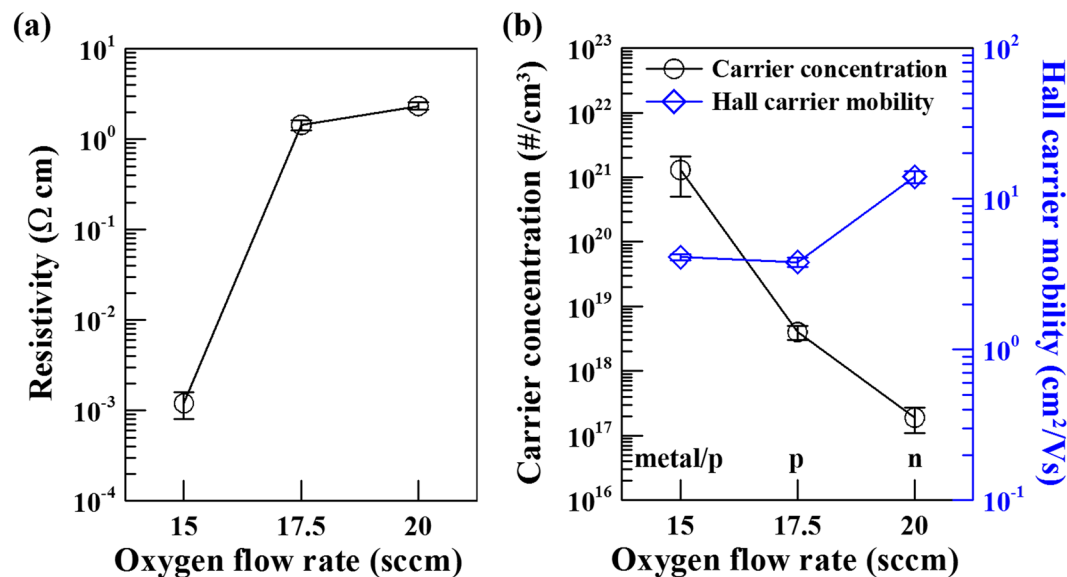 (a)
10¹
10⁰
10⁻¹
10⁻²
10⁻³
10⁻⁴
Resistivity (Ω cm)
15 17.5 20
Oxygen flow rate (sccm)
(b)
10²³
10²²
10²¹
10²⁰
10¹⁹
10¹⁸
10¹⁷
10¹⁶
Carrier concentration (#/cm³)
Carrier concentration
Hall carrier mobility
metal/p p n
15 17.5 20
Oxygen flow rate (sccm)
10²
10¹
10⁰
10⁻¹
Hall carrier mobility (cm²/Vs)